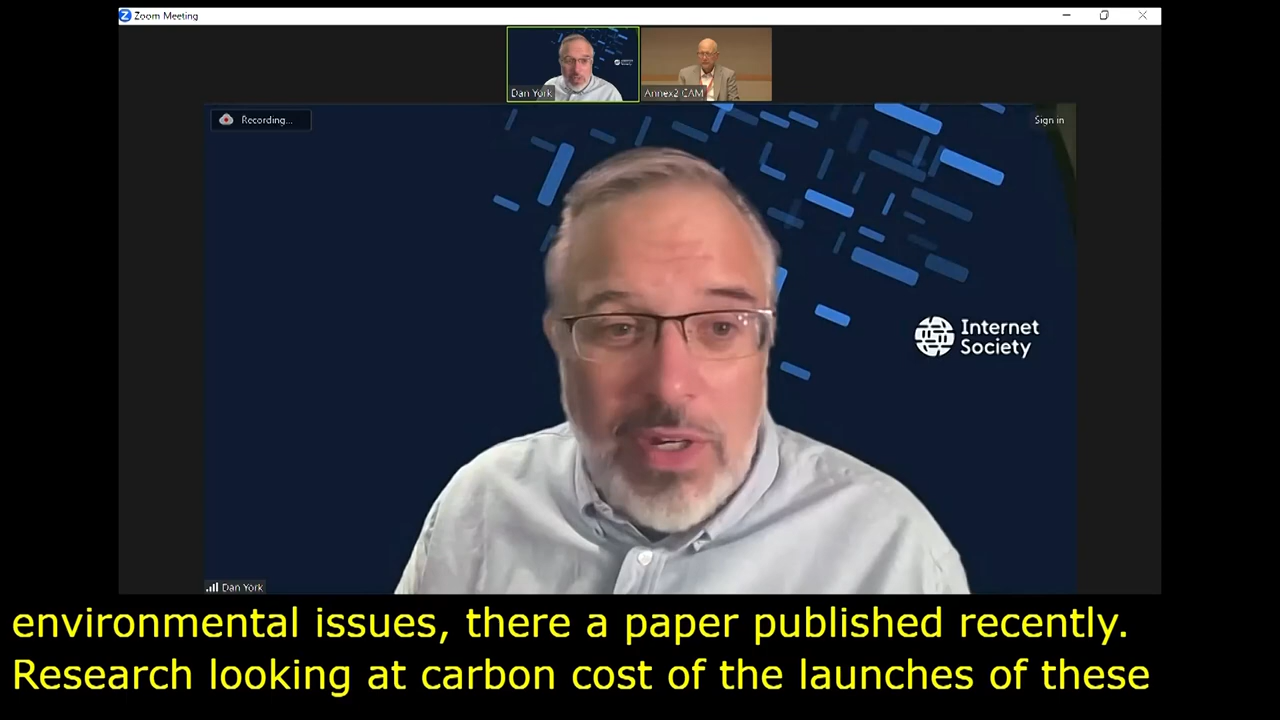 Zoom Meeting
Dan York
Annex2 CAM
Recording...
Sign in
Internet
Society
Dan York
environmental issues, there a paper published recently.
Research looking at carbon cost of the launches of these